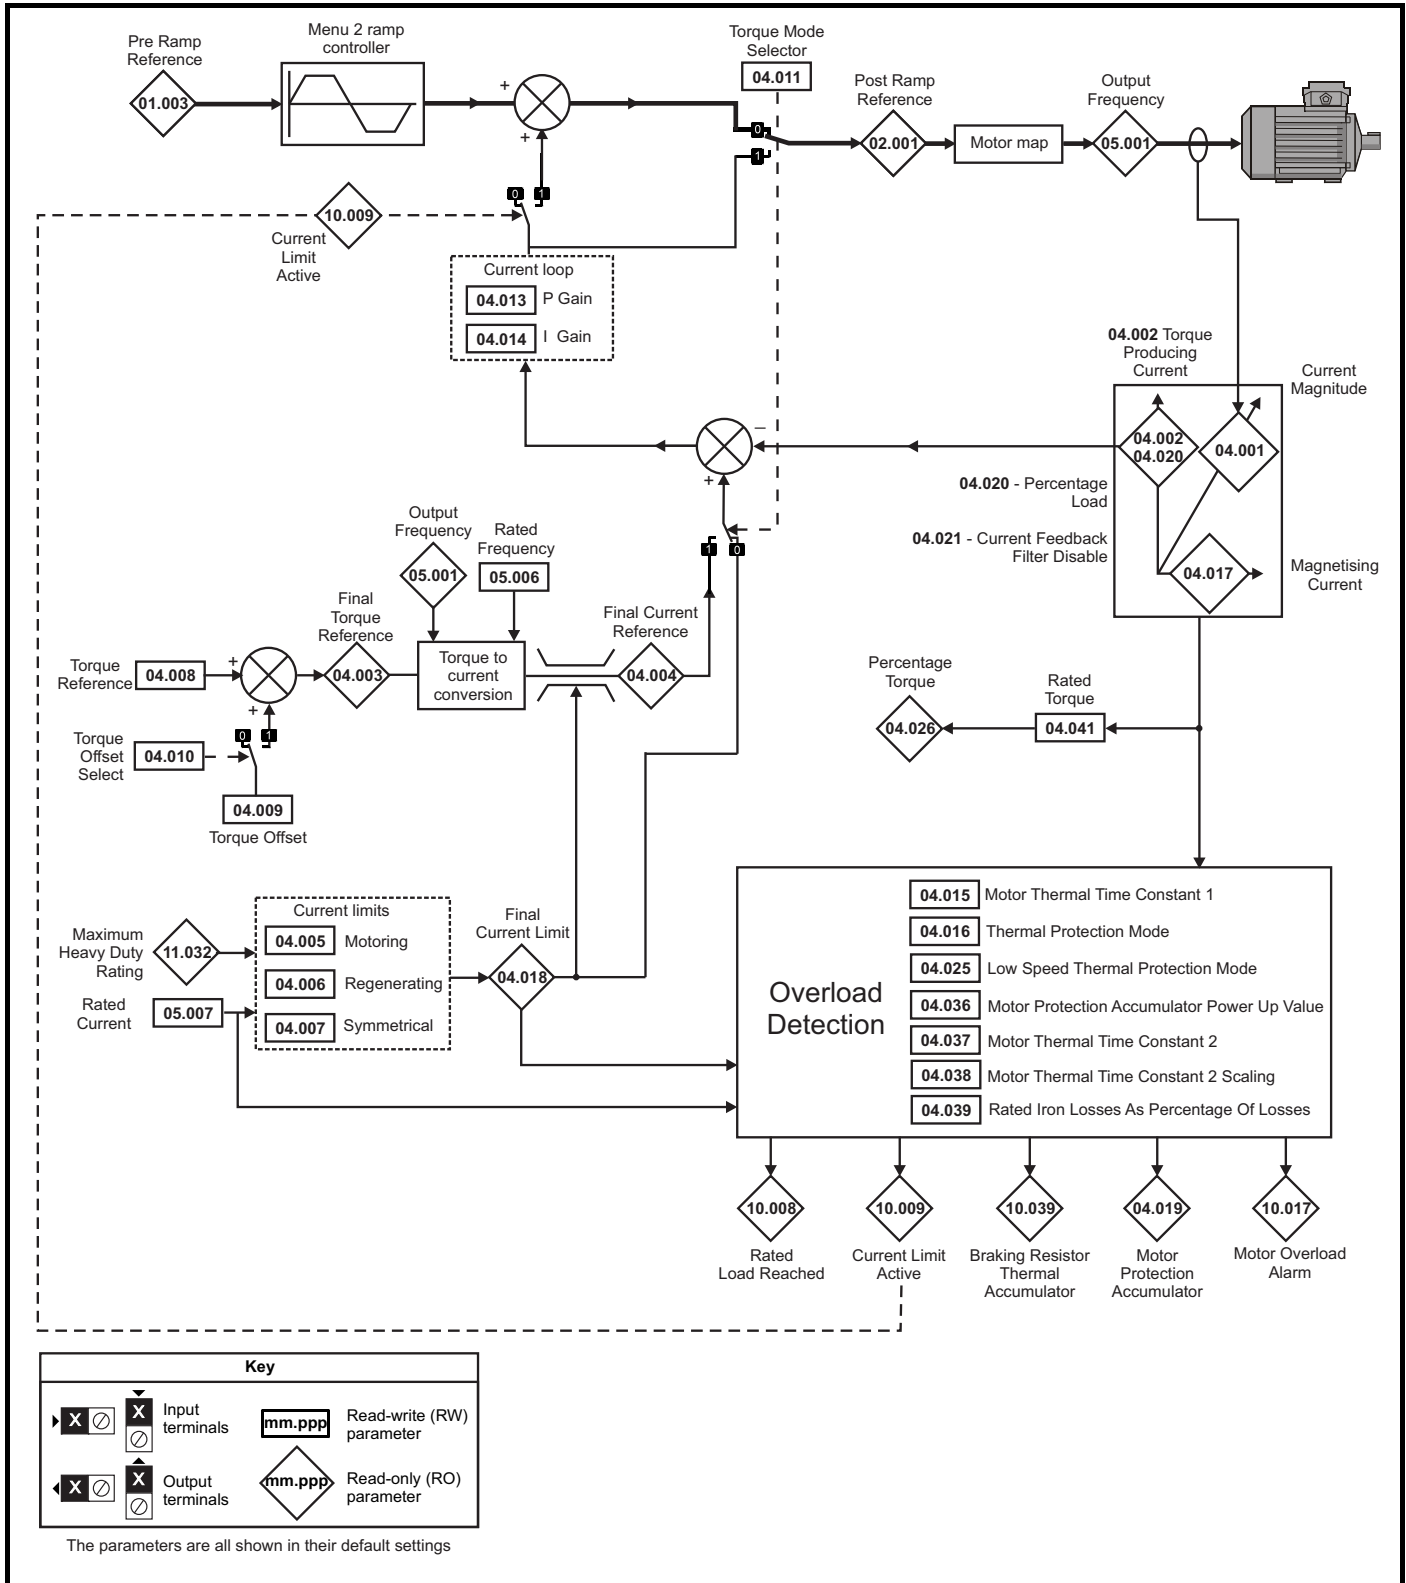 Pre Ramp
Reference
01.003
Menu 2 ramp
controller
+
+
Torque Mode
Selector
04.011
0
1
Post Ramp
Reference
02.001
Motor map
Output
Frequency
05.001
0
1
10.009
Current
Limit
Active
Current loop
04.013 P Gain
04.014 I Gain
04.002 Torque
Producing
Current
Current
Magnitude
04.002
04.020
04.001
04.020 - Percentage
Load
04.021 - Current Feedback
Filter Disable
04.017
Magnetising
Current
–
+
1
0
Output
Frequency
05.001
Rated
Frequency
05.006
Final
Torque
Reference
04.003
Torque to
current
conversion
Final Current
Reference
04.004
Torque
Reference
04.008
+
+
0
1
Torque
Offset
Select
04.010
04.009
Torque Offset
Percentage
Torque
04.026
Rated
Torque
04.041
Maximum
Heavy Duty
Rating
11.032
Rated
Current
05.007
Current limits
04.005 Motoring
04.006 Regenerating
04.007 Symmetrical
Final
Current Limit
04.018
Overload
Detection
04.015 Motor Thermal Time Constant 1
04.016 Thermal Protection Mode
04.025 Low Speed Thermal Protection Mode
04.036 Motor Protection Accumulator Power Up Value
04.037 Motor Thermal Time Constant 2
04.038 Motor Thermal Time Constant 2 Scaling
04.039 Rated Iron Losses As Percentage Of Losses
10.008
Rated
Load Reached
10.009
Current Limit
Active
10.039
Braking Resistor
Thermal
Accumulator
04.019
Motor
Protection
Accumulator
10.017
Motor Overload
Alarm
Key
X
X
Input
terminals
mm.ppp
Read-write (RW)
parameter
X
X
Output
terminals
mm.ppp
Read-only (RO)
parameter
The parameters are all shown in their default settings